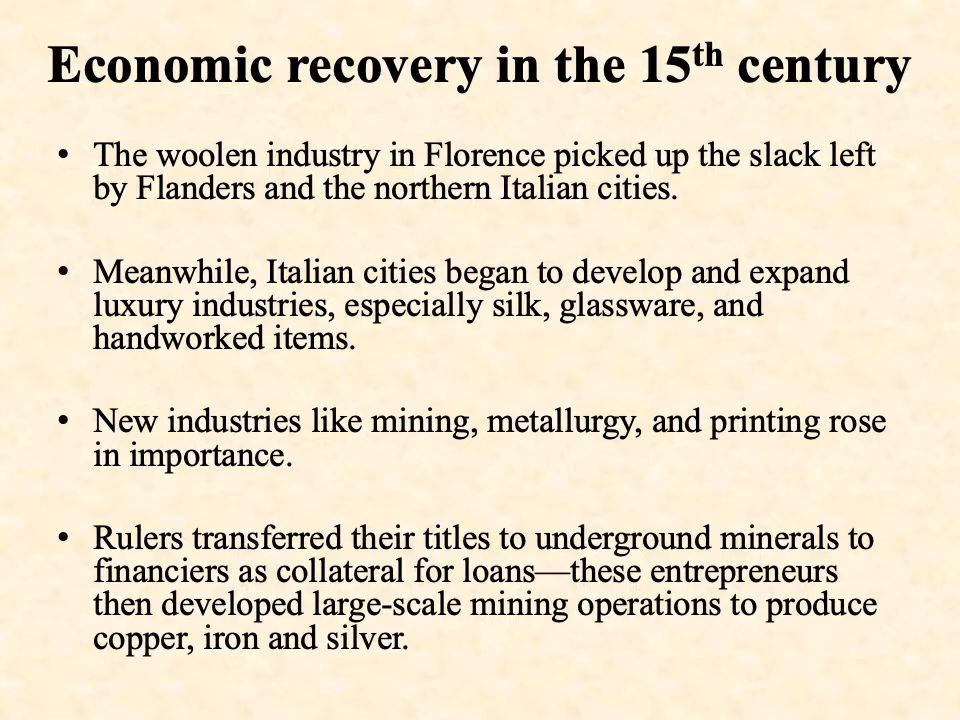 Economic recovery in the 15th century
• The woolen industry in Florence picked up the slack left
by Flanders and the northern Italian cities.
• Meanwhile, Italian cities began to develop and expand
luxury industries, especially silk, glassware, and
handworked items.
• New industries like mining, metallurgy, and printing rose
in importance.
• Rulers transferred their titles to underground minerals to
financiers as collateral for loans—these entrepreneurs
then developed large-scale mining operations to produce
copper, iron and silver.